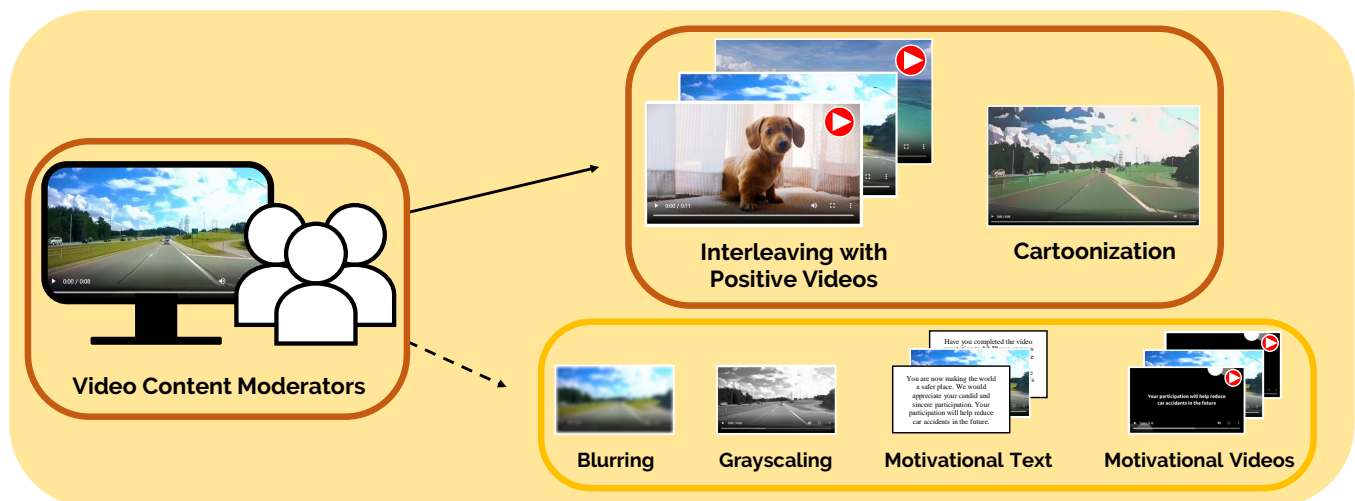 0:00 / 0:11
Interleaving with
Positive Videos
Cartoonization
0:00 / 0:08
Video Content Moderators
Have you completed the video
You are now making the world
a safer place. We would
appreciate your candid and
sincere participation. Your
participation will help reduce
car accidents in the future.
Your participation will help reduce
car accidents in the future
Blurring
Grayscaling
Motivational Text
Motivational Videos